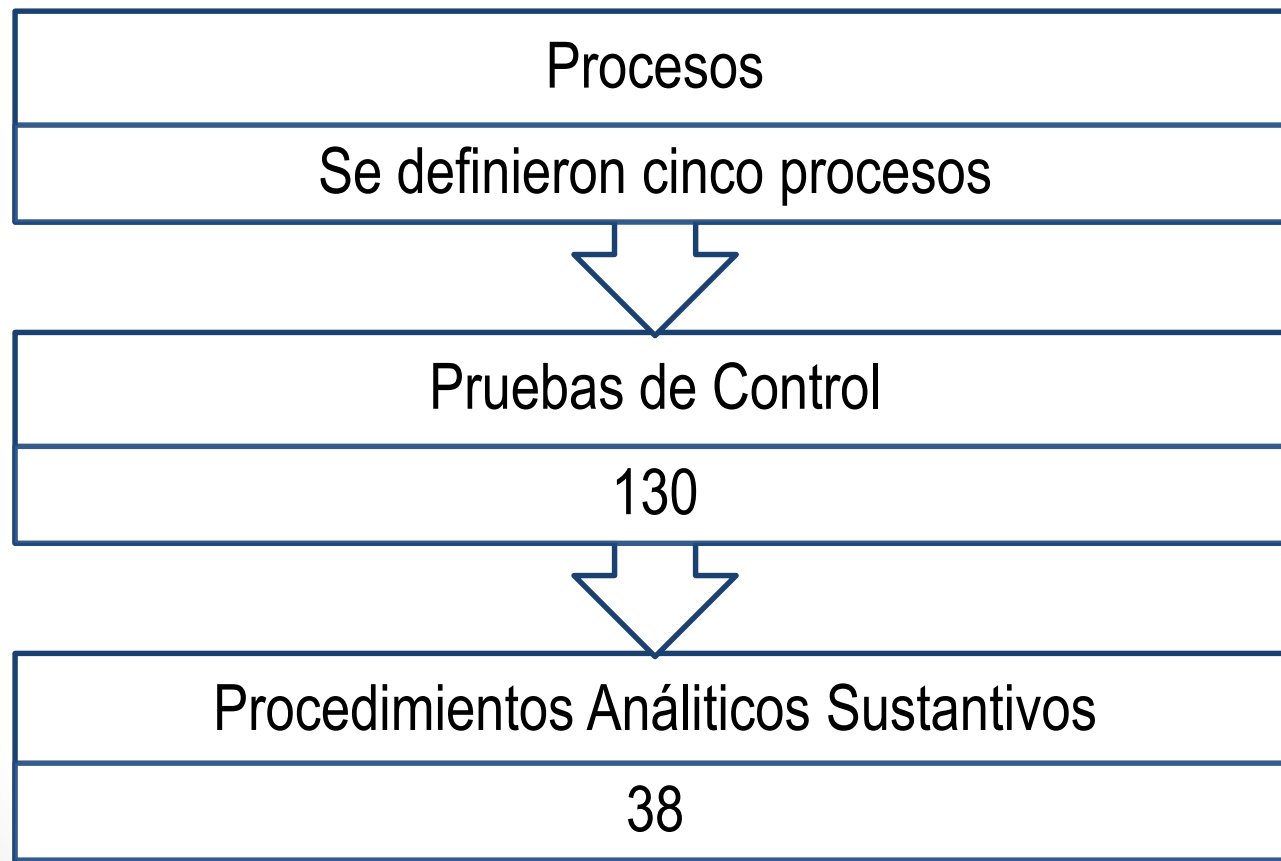 Procesos
Se definieron cinco procesos
Pruebas de Control
130
Procedimientos Análiticos Sustantivos
38